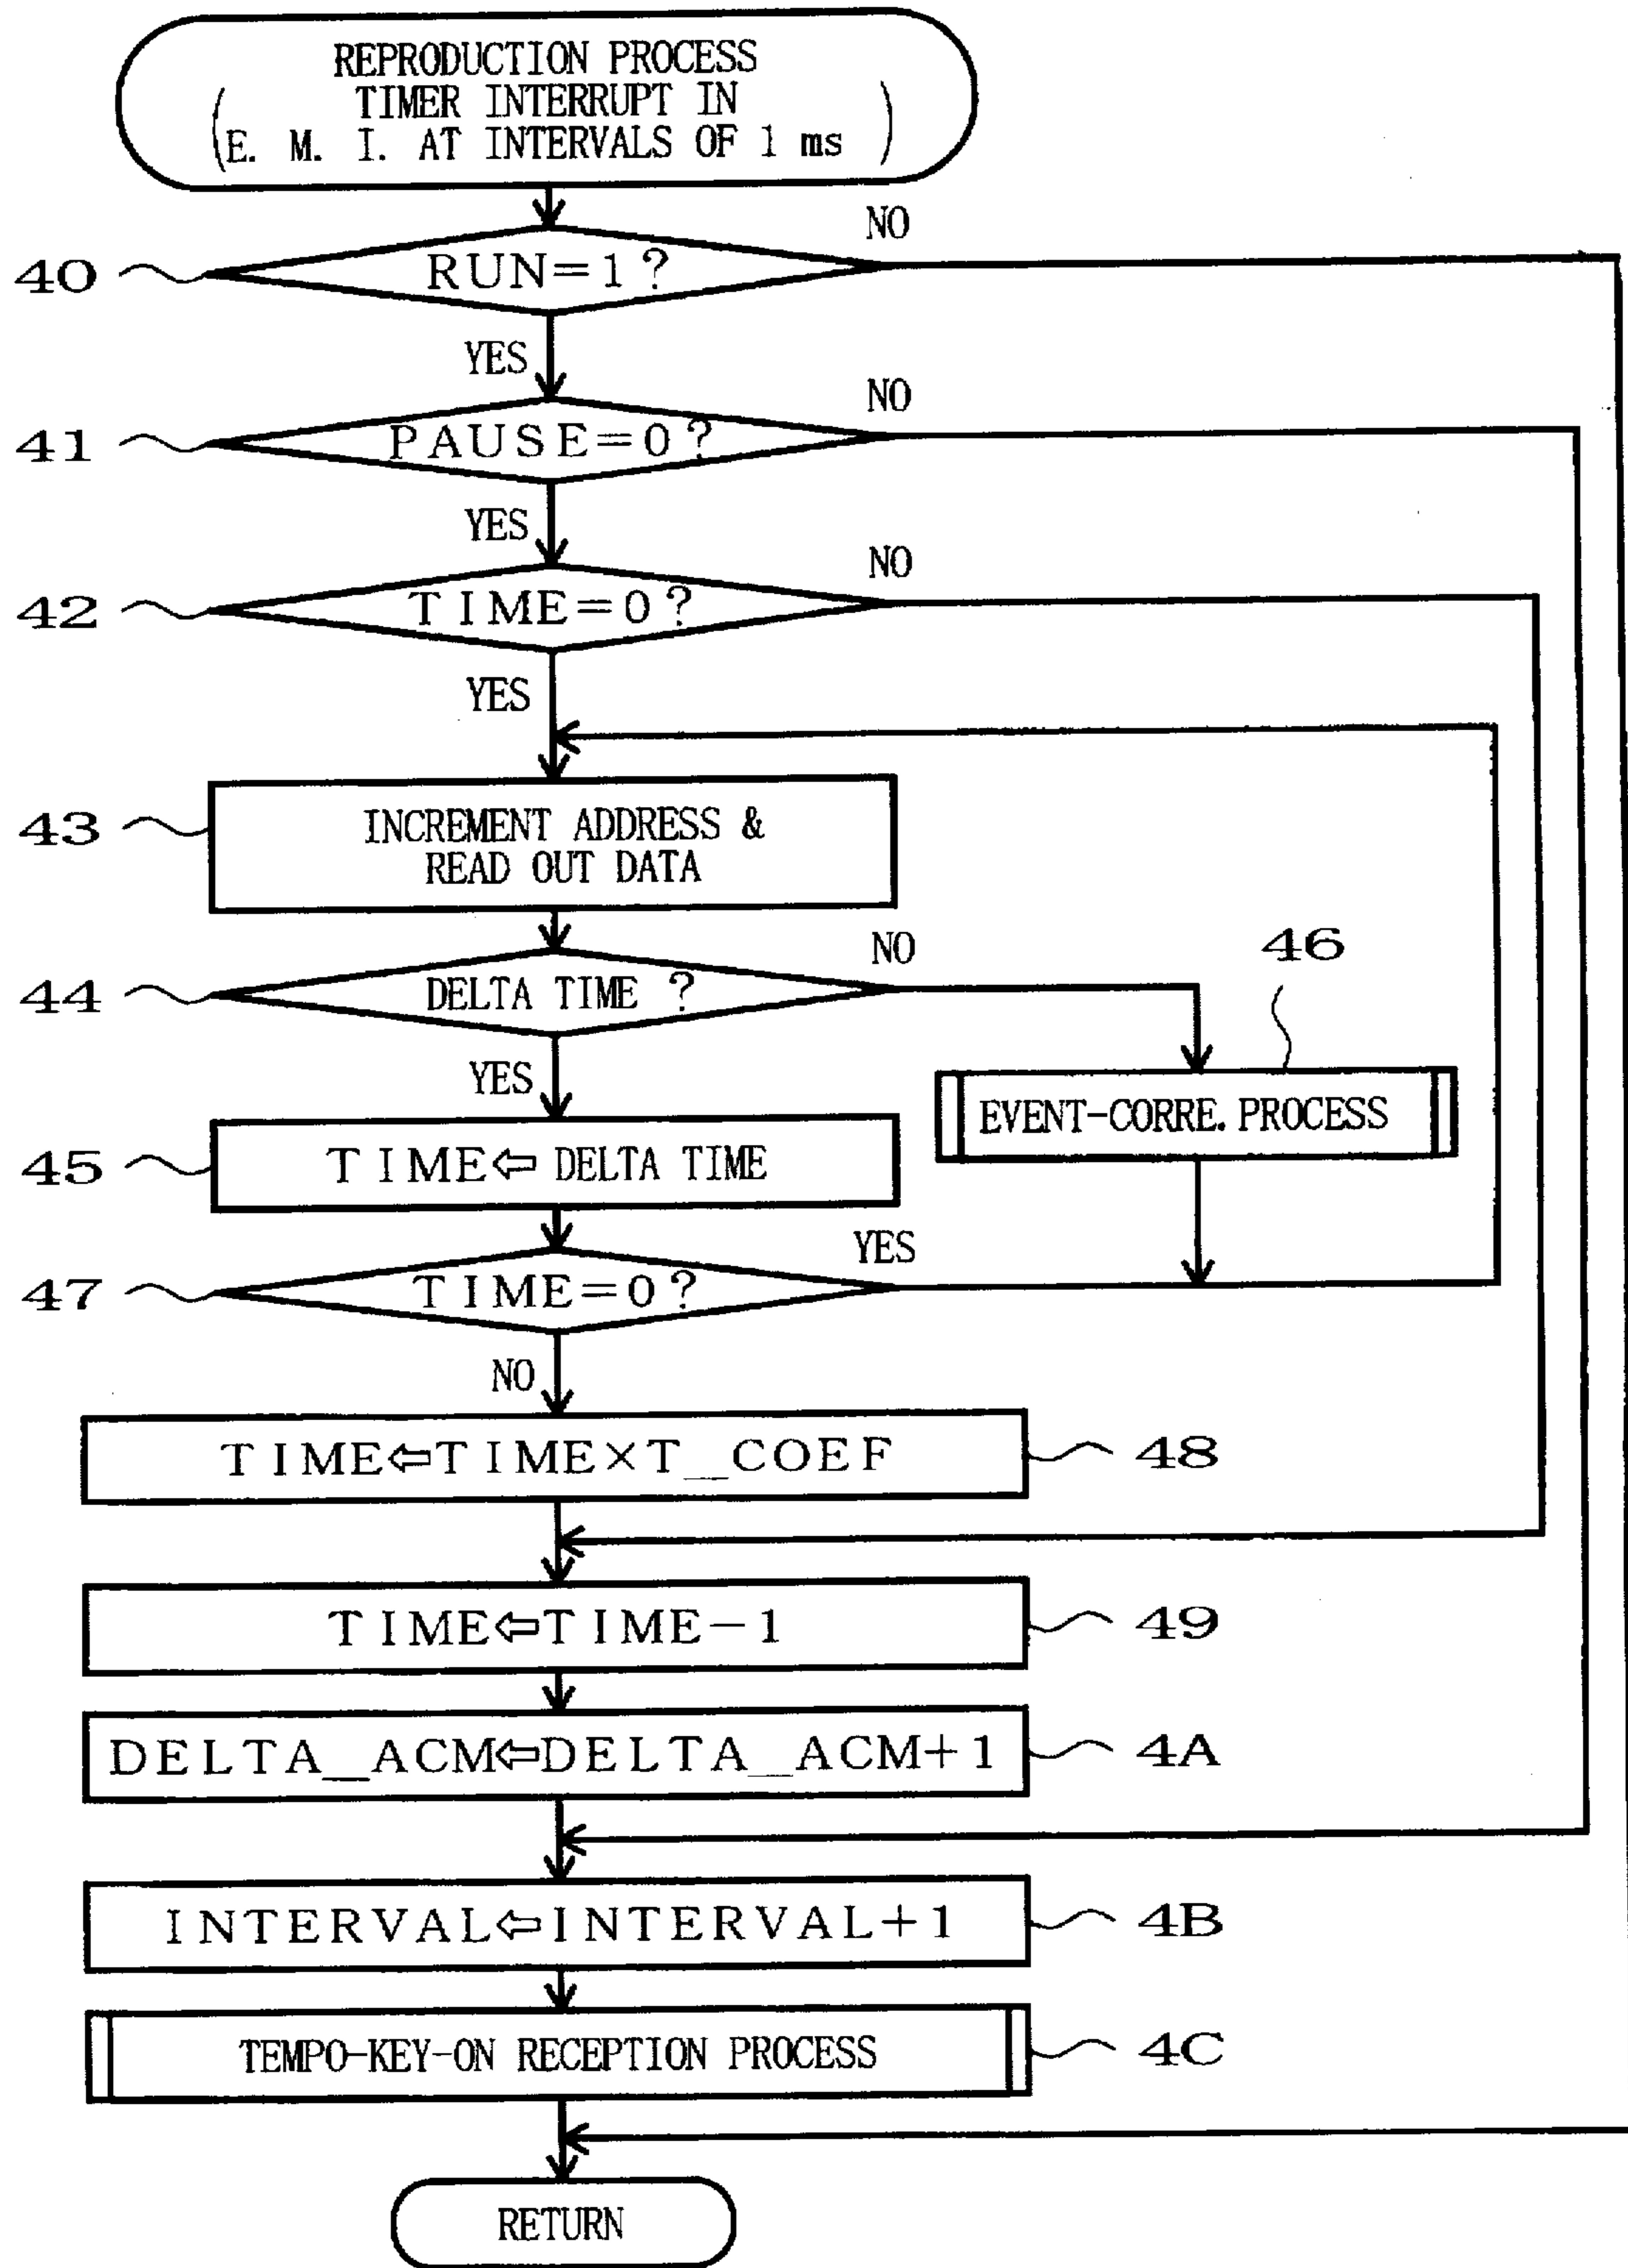 REPRODUCTION PROCESS
TIMER INTERRUPT IN
(E. M. I. AT INTERVALS OF 1 ms)
NO
40
RUN=1?
YES
NO
41
PAUSE=0?
YES
NO
42
TIME=0?
YES
43
INCREMENT ADDRESS &
READ OUT DATA
NO
46
44
DELTA TIME ?
YES
EVENT-CORRE. PROCESS
45
TIME⇦ DELTA TIME
YES
47
TIME=0?
NO
TIME⇦TIME×T_COEF
48
TIME⇦TIME−1
49
DELTA_ACM⇦DELTA_ACM+1
4A
INTERVAL⇦INTERVAL+1
4B
TEMPO-KEY-ON RECEPTION PROCESS
4C
RETURN